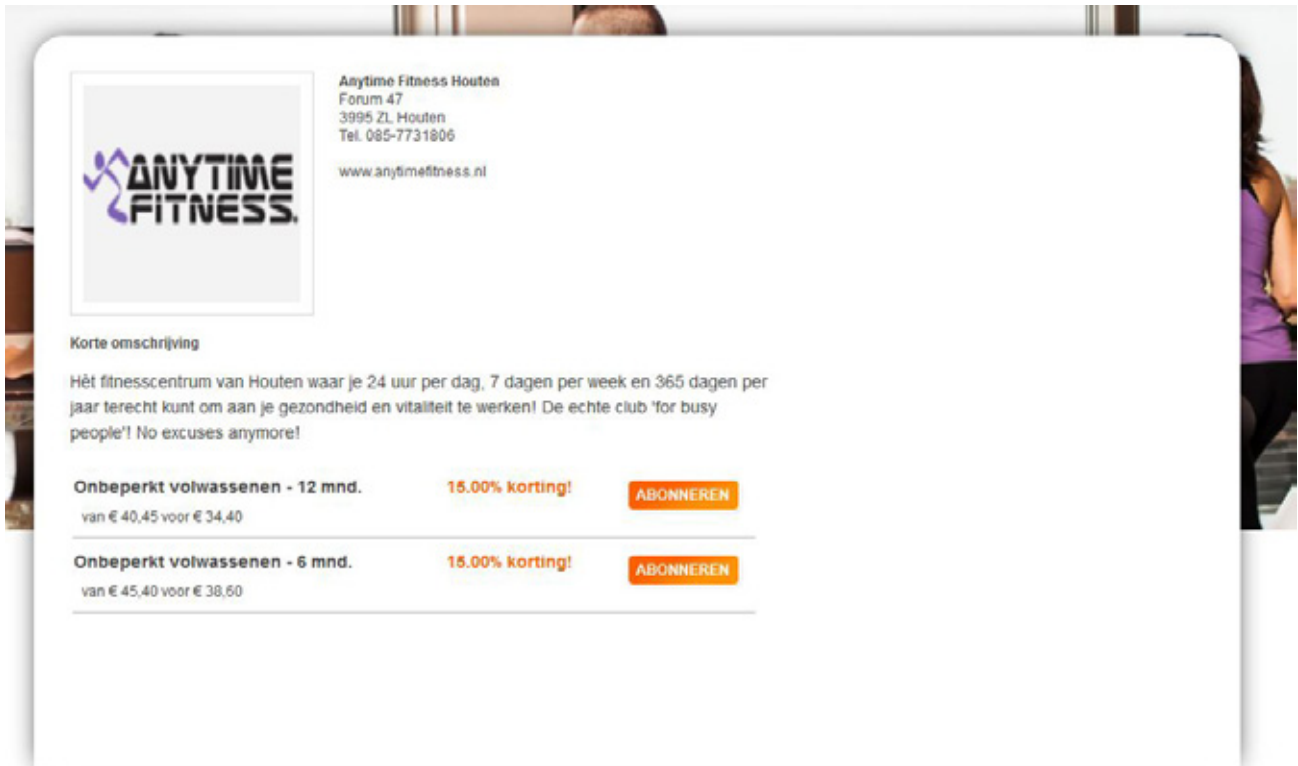 ANYTIME
FITNESS.
Anytime Fitness Houten
Forum 47
3995 ZL Houten
Tel. 085-7731806
www.anytimefitness.nl
Korte omschrijving
Hèt fitnesscentrum van Houten waar je 24 uur per dag, 7 dagen per week en 365 dagen per
jaar terecht kunt om aan je gezondheid en vitaliteit te werken! De echte club 'for busy
people'! No excuses anymore!
Onbeperkt volwassenen - 12 mnd. 15.00% korting! ABONNEREN
van € 40,45 voor € 34,40
Onbeperkt volwassenen - 6 mnd. 15.00% korting! ABONNEREN
van € 45,40 voor € 38,60